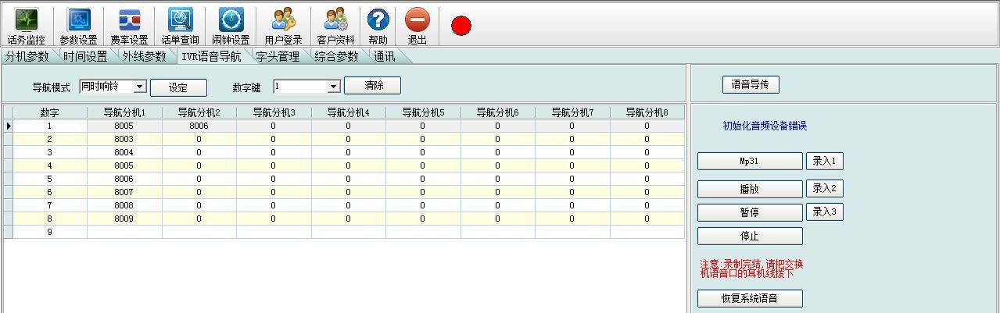 话务监控 参数设置 费率设置 话单查询 闹钟设置 用户登录 客户资料 帮助 退出
分机参数 时间设置 外线参数 IVR语音导航 字头管理 综合参数 通讯
导航模式 同时响铃 设定 数字键 1 清除 语音导传
数字 导航分机1 导航分机2 导航分机3 导航分机4 导航分机5 导航分机6 导航分机7 导航分机8
1 8005 8006 0 0 0 0 0 0
2 8003 0 0 0 0 0 0 0
3 8004 0 0 0 0 0 0 0
4 8005 0 0 0 0 0 0 0
5 8006 0 0 0 0 0 0 0
6 8007 0 0 0 0 0 0 0
7 8008 0 0 0 0 0 0 0
8 8009 0 0 0 0 0 0 0
9
初始化音频设备错误
Mp31 录入1
播放 录入2
暂停 录入3
停止
注意:录制完结,请把交换
机语音口的耳机线拨下
恢复系统语音